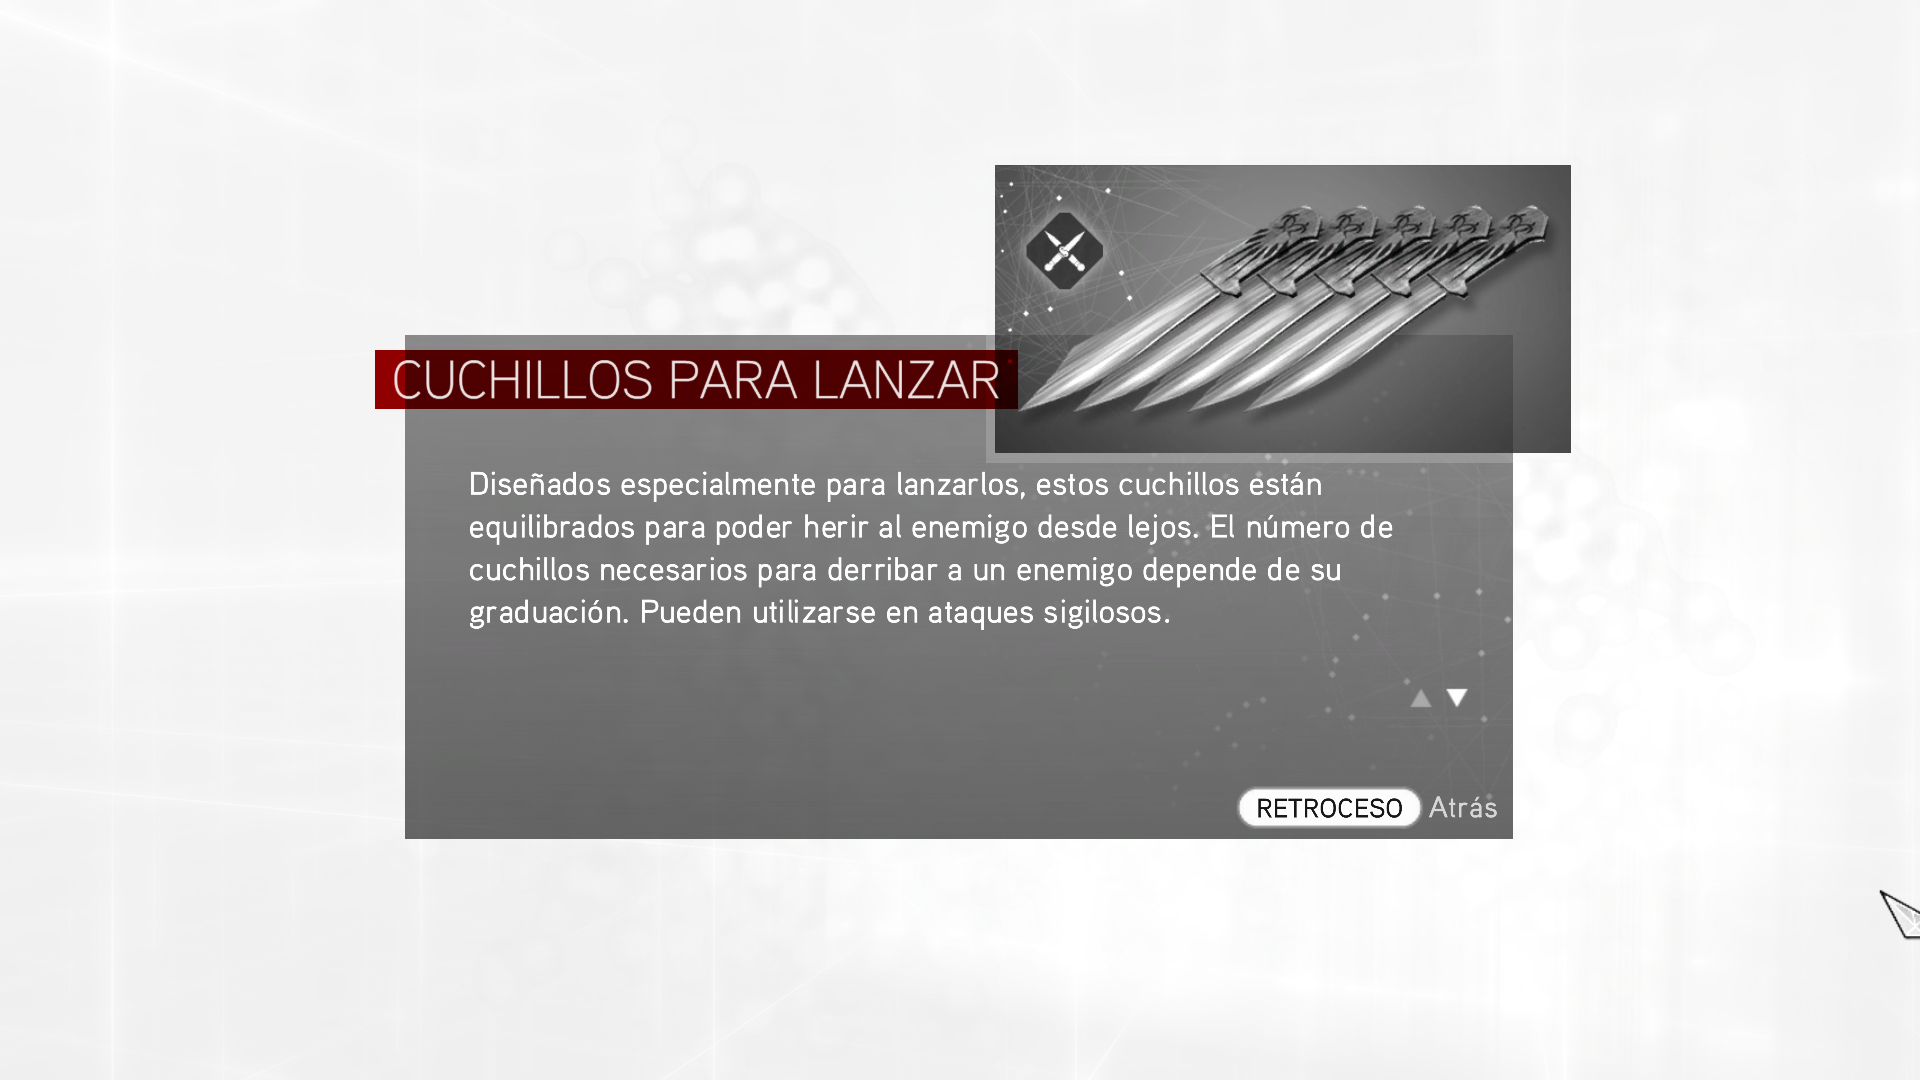 CUCHILLOS PARA LANZAR
Diseñados especialmente para lanzarlos, estos cuchillos están
equilibrados para poder herir al enemigo desde lejos. El número de
cuchillos necesarios para derribar a un enemigo depende de su
graduación. Pueden utilizarse en ataques sigilosos.
RETROCESO Atrás